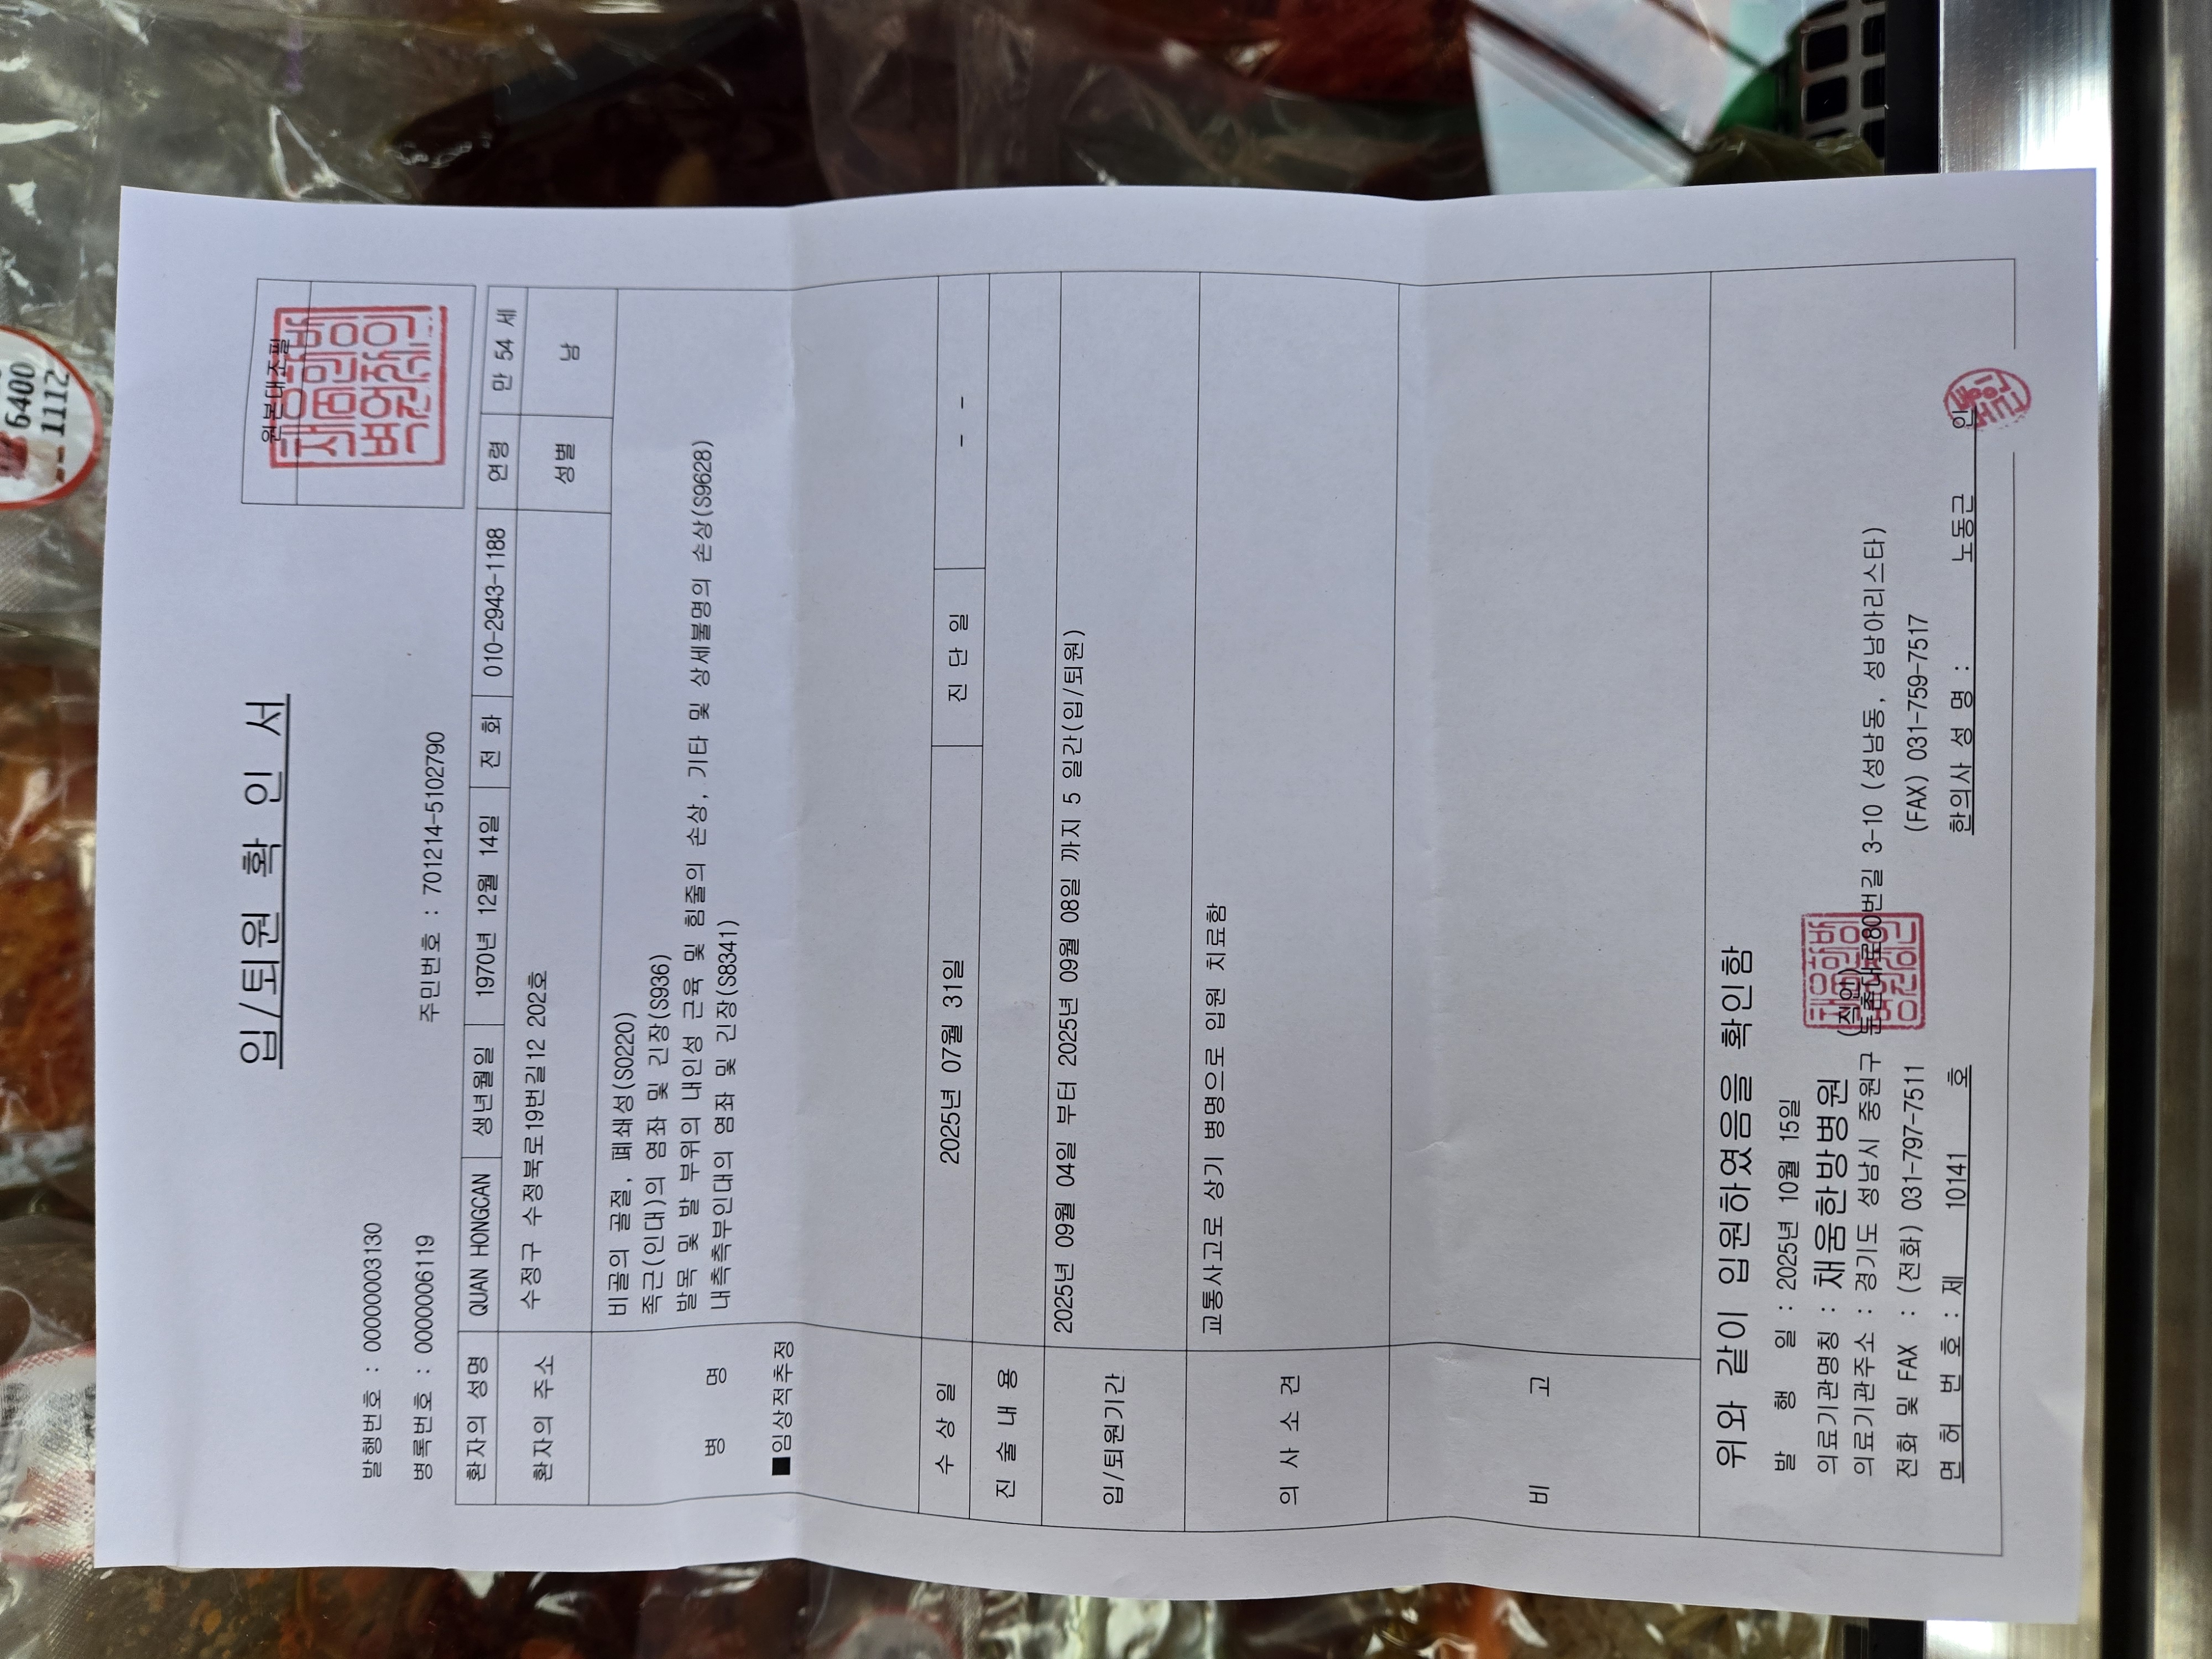 6400
1112
입/퇴원 확 인 서
원본대조필
발행번호 : 0000003130
병록번호 : 000006119
주민번호 : 701214-5102790
환자의 성명 QUAN HONGCAN 생년월일 1970년 12월 14일 전 화 010-2943-1188 연령 만 54 세
환자의 주소 수정구 수정북로19번길12 202호 성별 남
병 명
■임상적추정
비골의 골절, 폐쇄성(S0220)
족근(인대)의 염좌 및 긴장(S936)
발목 및 발 부위의 내인성 근육 및 힘줄의 손상, 기타 및 상세불명의 손상(S9628)
내측측부인대의 염좌 및 긴장(S8341)
수 상 일 2025년 07월 31일 진 단 일 - -
진 술 내 용
입/퇴원기간 2025년 09월 04일 부터 2025년 09월 08일 까지 5 일간(입/퇴원)
의 사 소 견 교통사고로 상기 병명으로 입원 치료함
비 고
위와 같이 입원하였음을 확인함
발 행 일 : 2025년 10월 15일
의료기관명칭 : 채움한방병원 (직인)
의료기관주소 : 경기도 성남시 중원구 둔촌대로80번길 3-10 (성남동, 성남아리스타)
전화 및 FAX : (전화) 031-797-7511 (FAX) 031-759-7517
면 허 번 호 : 제 10141 호 한의사 성 명 : 노동근 인